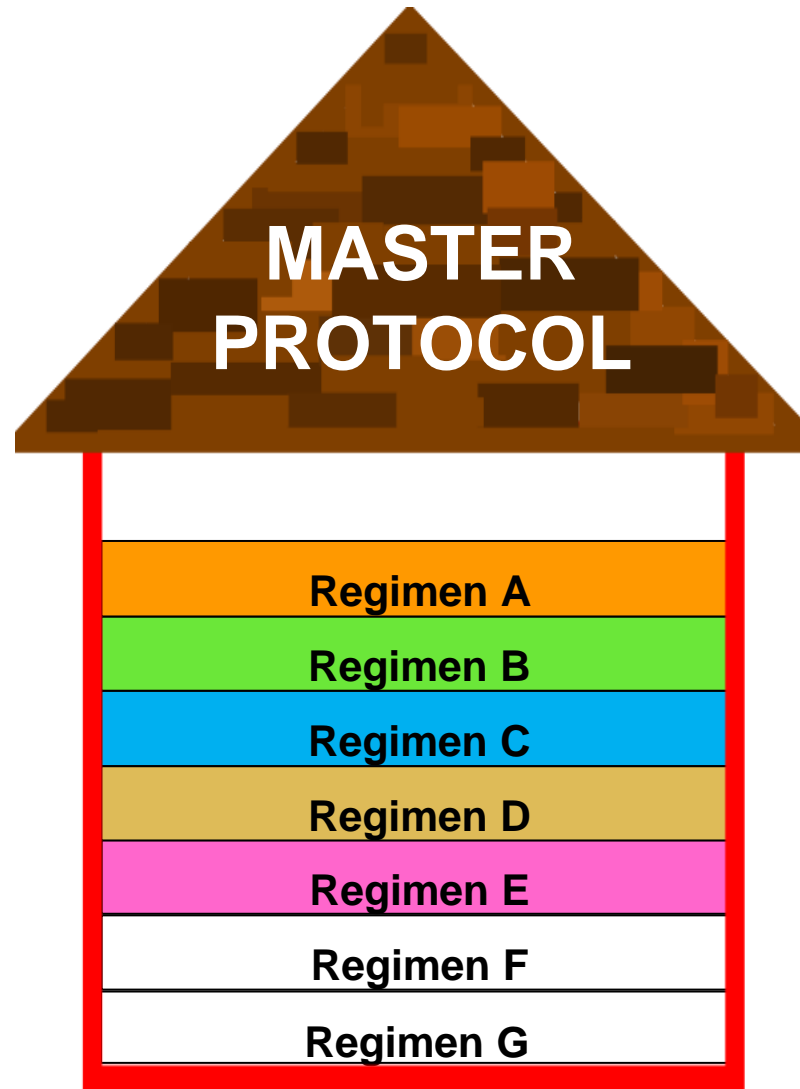 MASTER
PROTOCOL
Regimen A
Regimen B
Regimen C
Regimen D
Regimen E
Regimen F
Regimen G